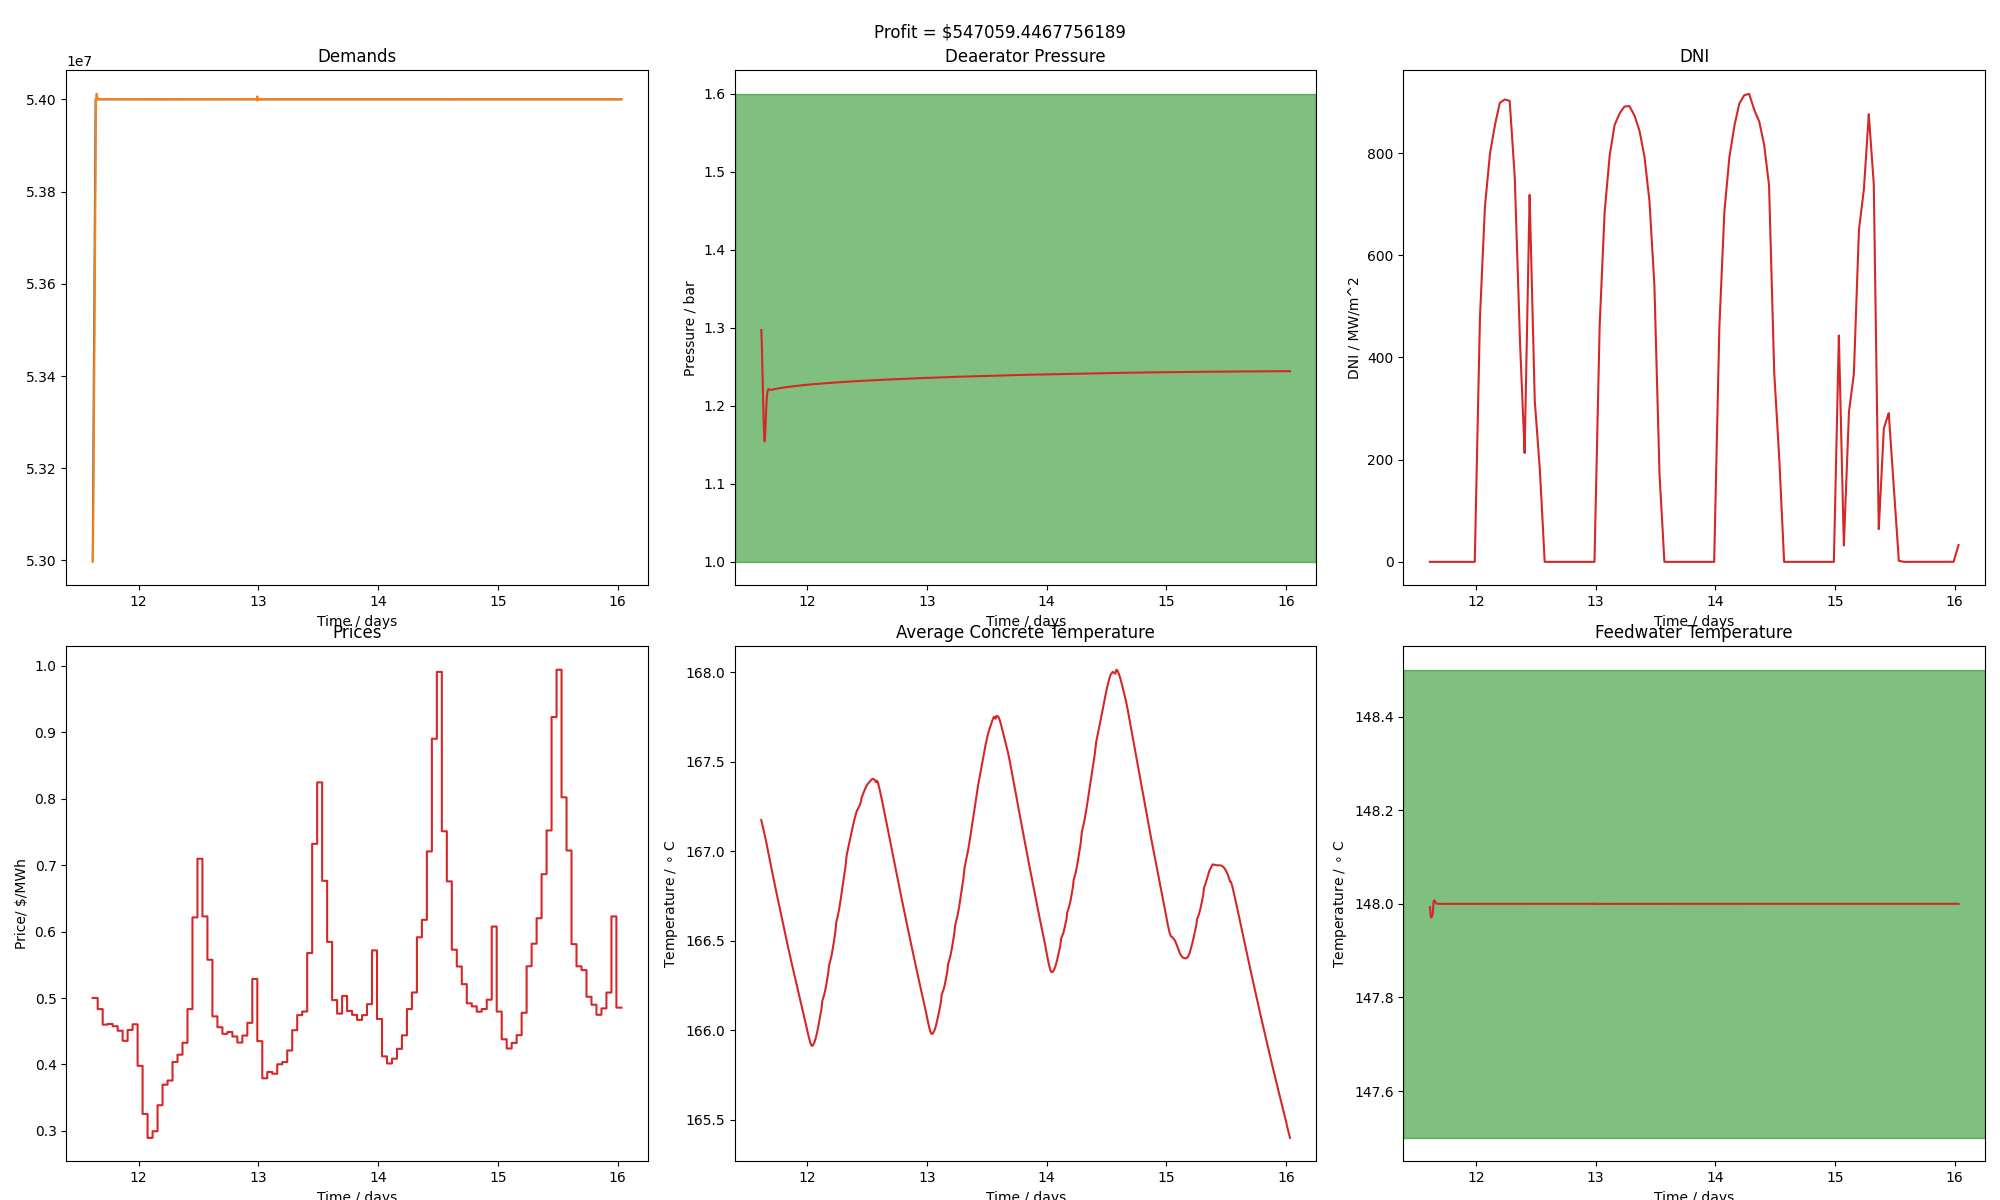 Profit = $547059.4467756189
Demands
1e7
5.40
5.38
5.36
5.34
5.32
5.30
12 13 14 15 16
Time / days
Deaerator Pressure
Pressure / bar
1.6
1.5
1.4
1.3
1.2
1.1
1.0
12 13 14 15 16
Time / days
DNI
DNI / MW/m^2
800
600
400
200
0
12 13 14 15 16
Time / days
Prices
Price/ $/MWh
1.0
0.9
0.8
0.7
0.6
0.5
0.4
0.3
12 13 14 15 16
Time / days
Average Concrete Temperature
Temperature / ∘ C
168.0
167.5
167.0
166.5
166.0
165.5
12 13 14 15 16
Time / days
Feedwater Temperature
Temperature / ∘ C
148.4
148.2
148.0
147.8
147.6
12 13 14 15 16
Time / days